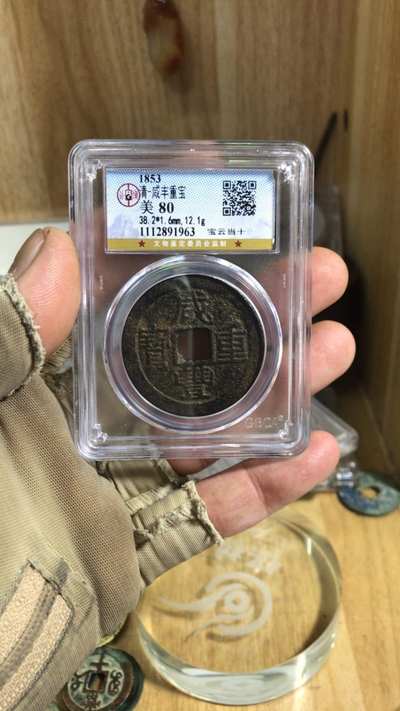 1853
清-咸丰重宝
美 80
38.2*1.6mm,12.1g
1112891963 宝云当十
★ 文物鉴定委员会监制 ★
咸
寶 重
豐
GBCA